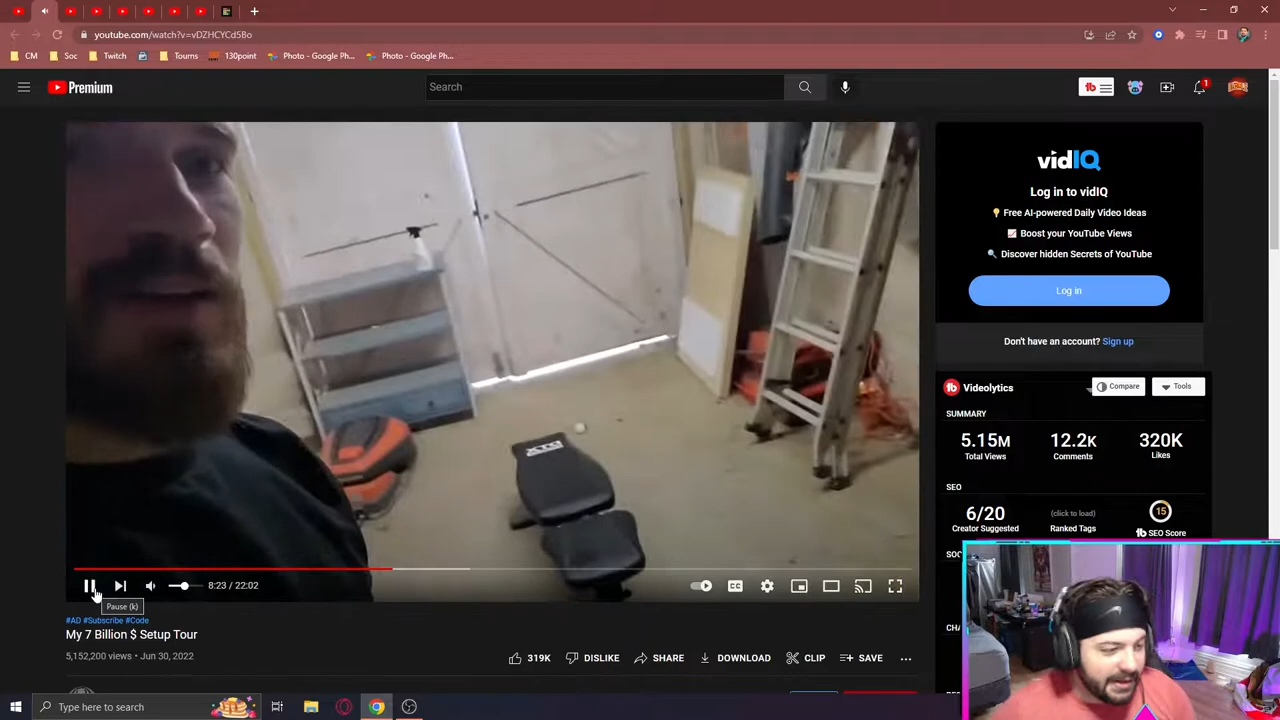 youtube.com/watch?v=vDZHCYCd5Bo
CM
Soc
Twitch
Tourns
130point
Photo - Google Ph...
Photo - Google Ph...
Premium
Search
1
vidIQ
Log in to vidIQ
Free AI-powered Daily Video Ideas
Boost your YouTube Views
Discover hidden Secrets of YouTube
Log in
Don't have an account? Sign up
Videolytics
Compare
Tools
SUMMARY
5.15M
12.2K
320K
Total Views
Comments
Likes
SEO
6/20
(click to load)
15
Creator Suggested
Ranked Tags
SEO Score
8:23 / 22:02
Pause (k)
#AD #Subscribe #Code
My 7 Billion $ Setup Tour
5,152,200 views • Jun 30, 2022
319K
DISLIKE
SHARE
DOWNLOAD
CLIP
SAVE
Type here to search